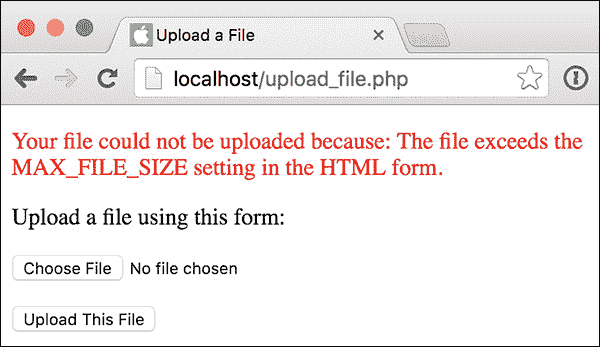 Upload a File
localhost/upload_file.php
Your file could not be uploaded because: The file exceeds the
MAX_FILE_SIZE setting in the HTML form.
Upload a file using this form:
Choose File No file chosen
Upload This File